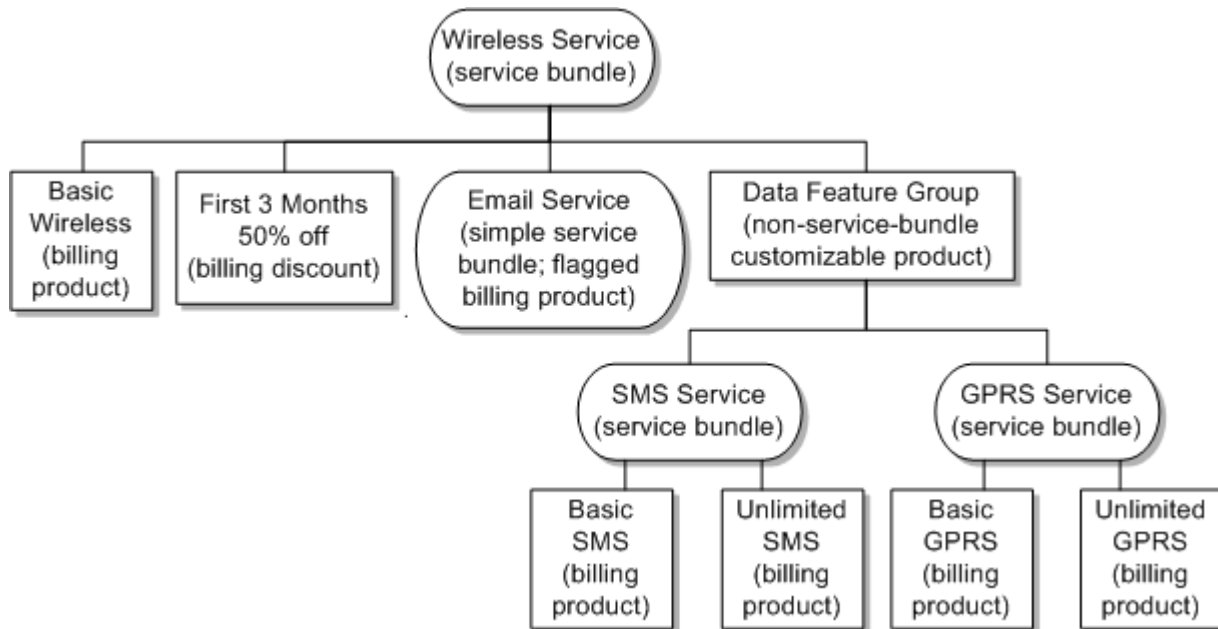 Wireless Service
(service bundle)
Basic
Wireless
(billing
product)
First 3 Months
50% off
(billing discount)
Email Service
(simple service
bundle; flagged
billing product)
Data Feature Group
(non-service-bundle
customizable product)
SMS Service
(service bundle)
GPRS Service
(service bundle)
Basic
SMS
(billing
product)
Unlimited
SMS
(billing
product)
Basic
GPRS
(billing
product)
Unlimited
GPRS
(billing
product)